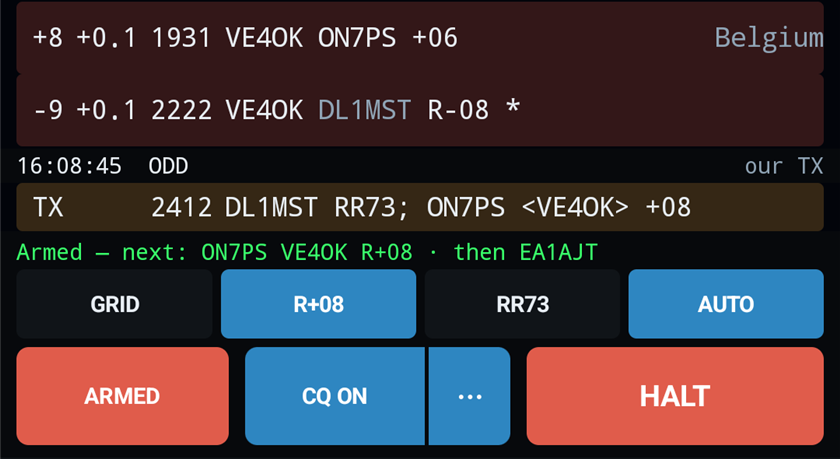 +8 +0.1 1931 VE4OK ON7PS +06 Belgium
-9 +0.1 2222 VE4OK DL1MST R-08 *
16:08:45 ODD our TX
TX 2412 DL1MST RR73; ON7PS <VE4OK> +08
Armed — next: ON7PS VE4OK R+08 · then EA1AJT
GRID R+08 RR73 AUTO
ARMED CQ ON ... HALT